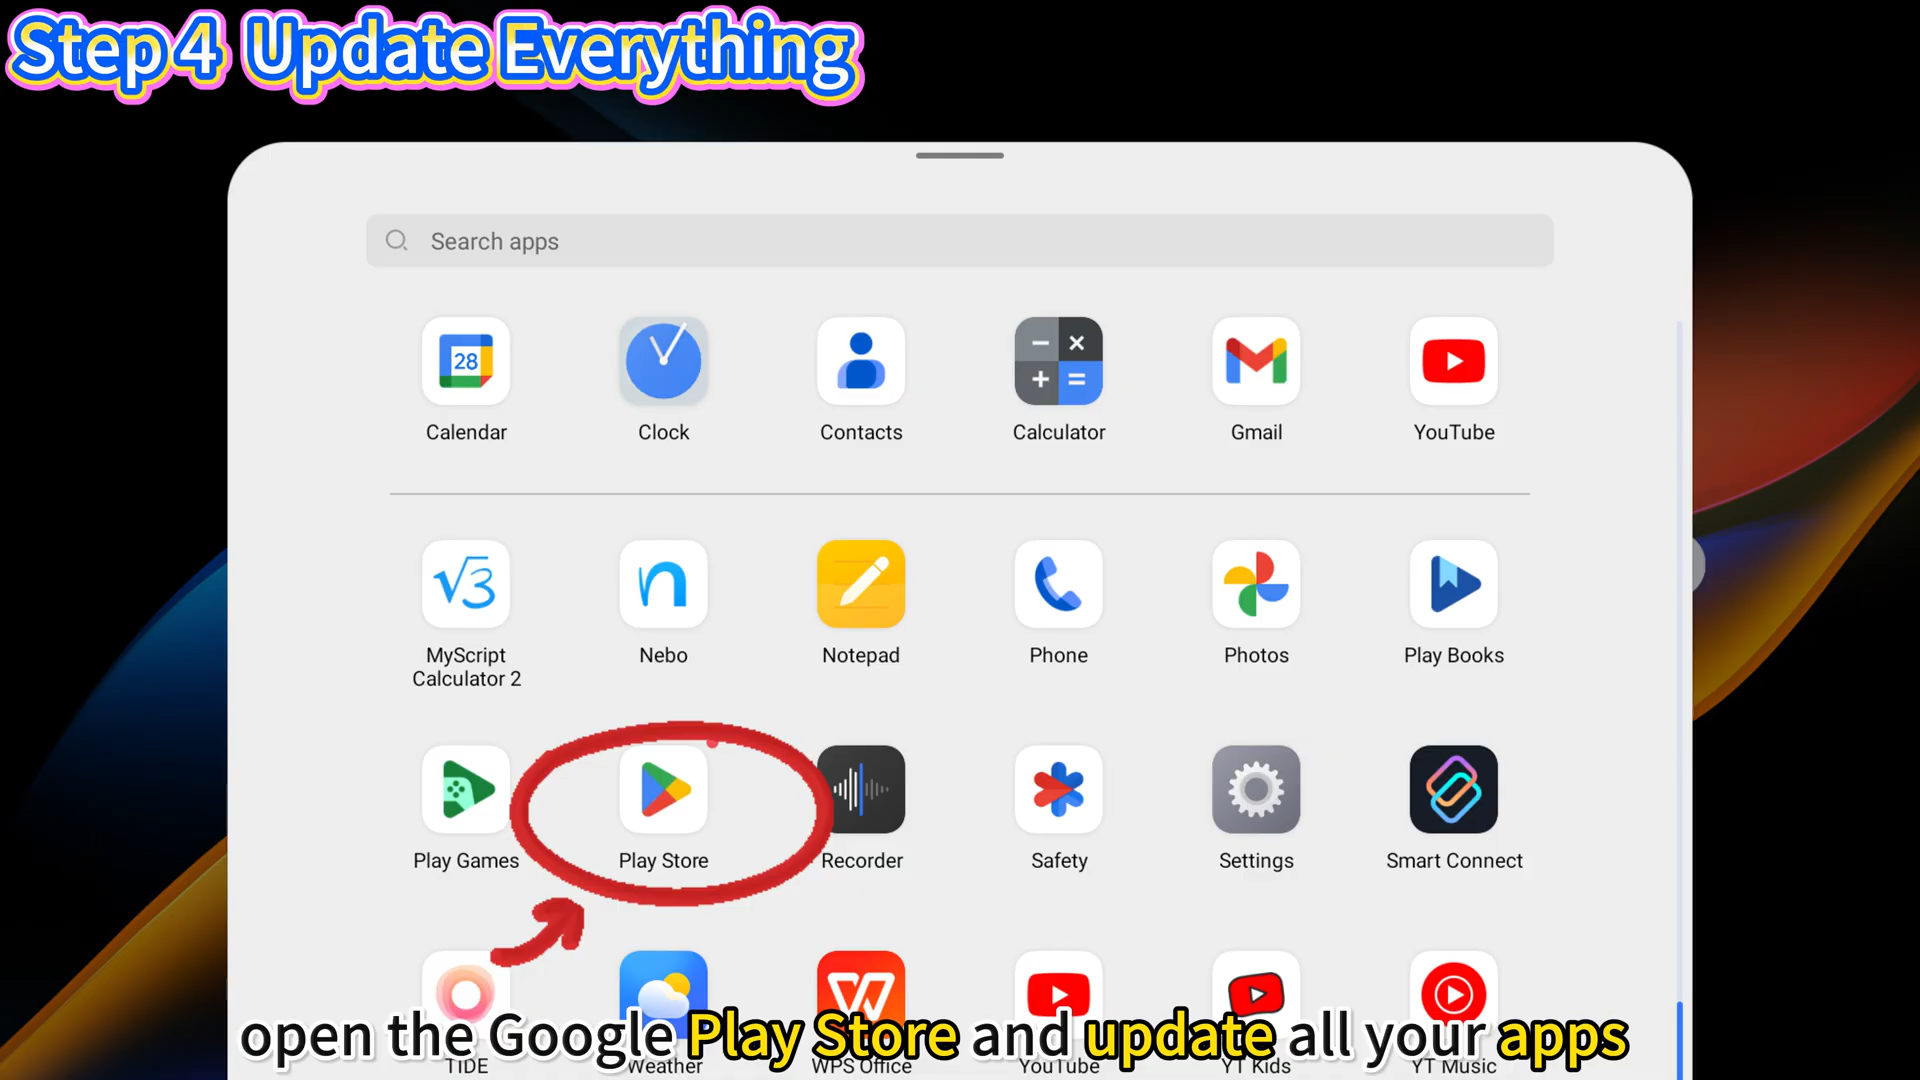 Step 4 Update Everything
Search apps
28
Calendar
Clock
Contacts
Calculator
Gmail
YouTube
√3
n
MyScript
Calculator 2
Nebo
Notepad
Phone
Photos
Play Books
Play Games
Play Store
Recorder
Safety
Settings
Smart Connect
W
open the Google Play Store and update all your apps
TIDE
Weather
WPS Office
YouTube
YT Kids
YT Music